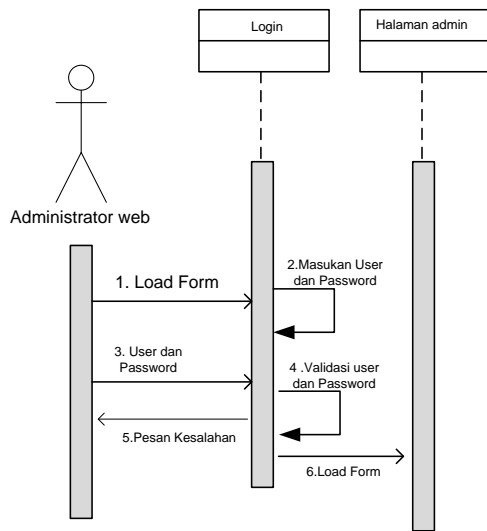 Login
Halaman admin
Administrator web
1. Load Form
2.Masukan User
dan Password
3. User dan
Password
4 .Validasi user
dan Password
5.Pesan Kesalahan
6.Load Form